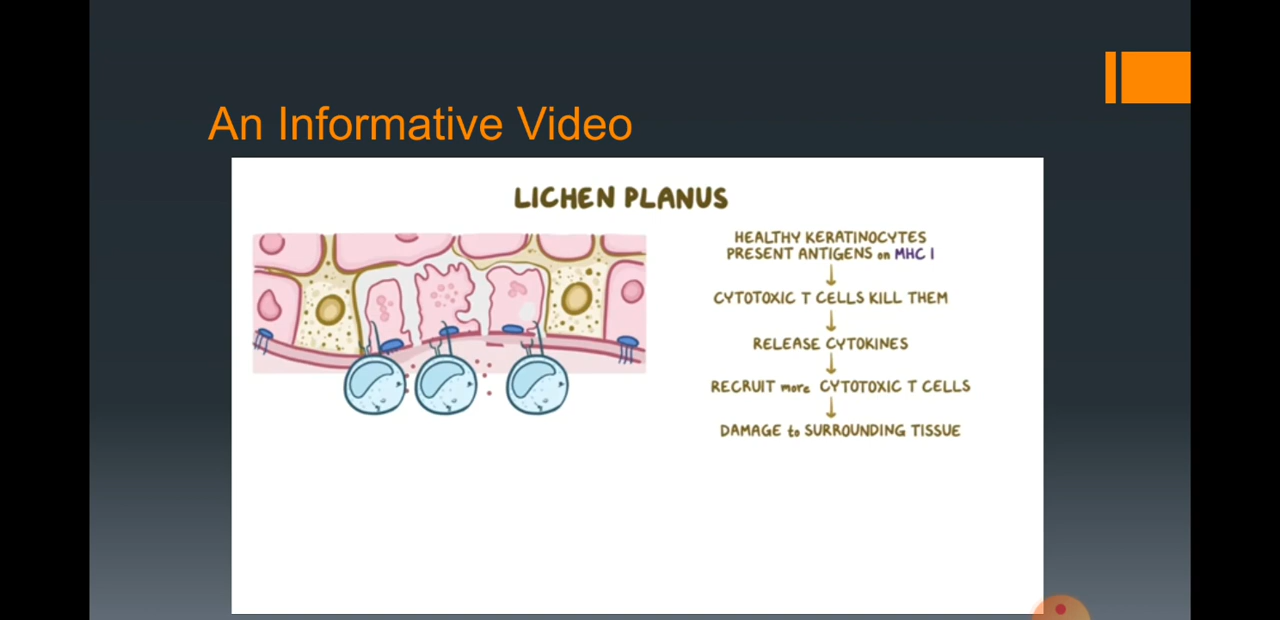 An Informative Video
LICHEN PLANUS
HEALTHY KERATINOCYTES
PRESENT ANTIGENS on MHC I
CYTOTOXIC T CELLS KILL THEM
RELEASE CYTOKINES
RECRUIT more CYTOTOXIC T CELLS
DAMAGE to SURROUNDING TISSUE